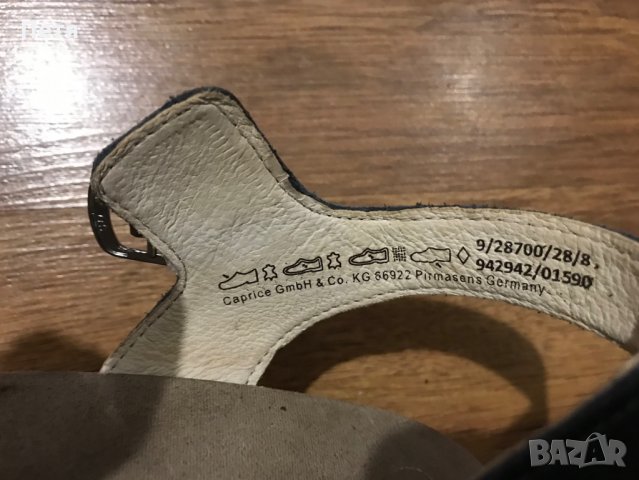 9/28700/28/8
942942/01590
Caprice GmbH & Co. KG 66922 Pirmasens Germany
BAZAR